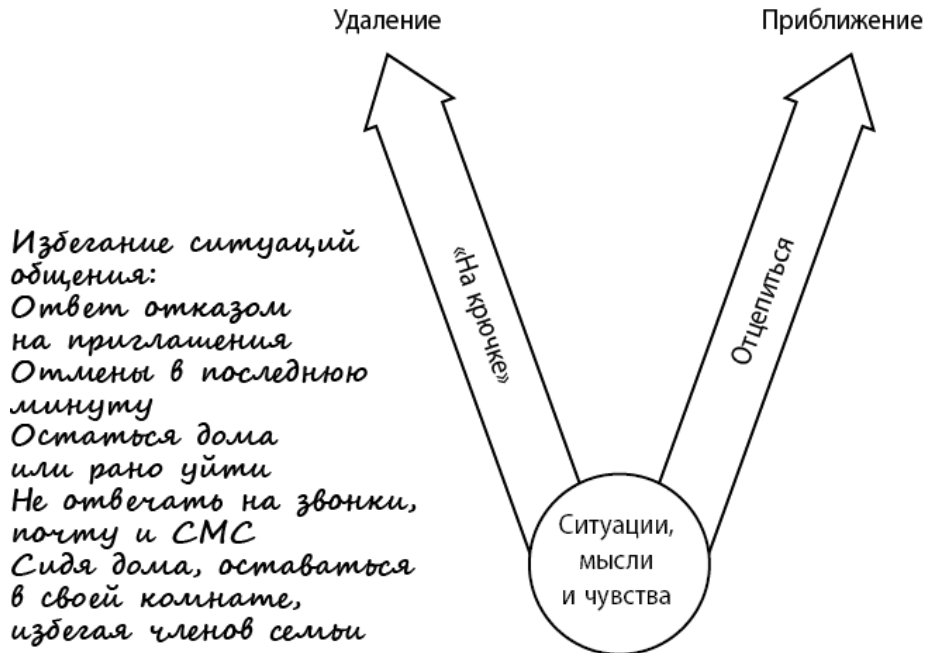 Удаление
Приближение
Избегание ситуаций
общения:
Ответ отказом
на приглашения
Отмены в последнюю
минуту
Остаться дома
или рано уйти
Не отвечать на звонки,
почту и СМС
Сидя дома, оставаться
в своей комнате,
избегая членов семьи
«На крючке»
Отцепиться
Ситуации,
мысли
и чувства